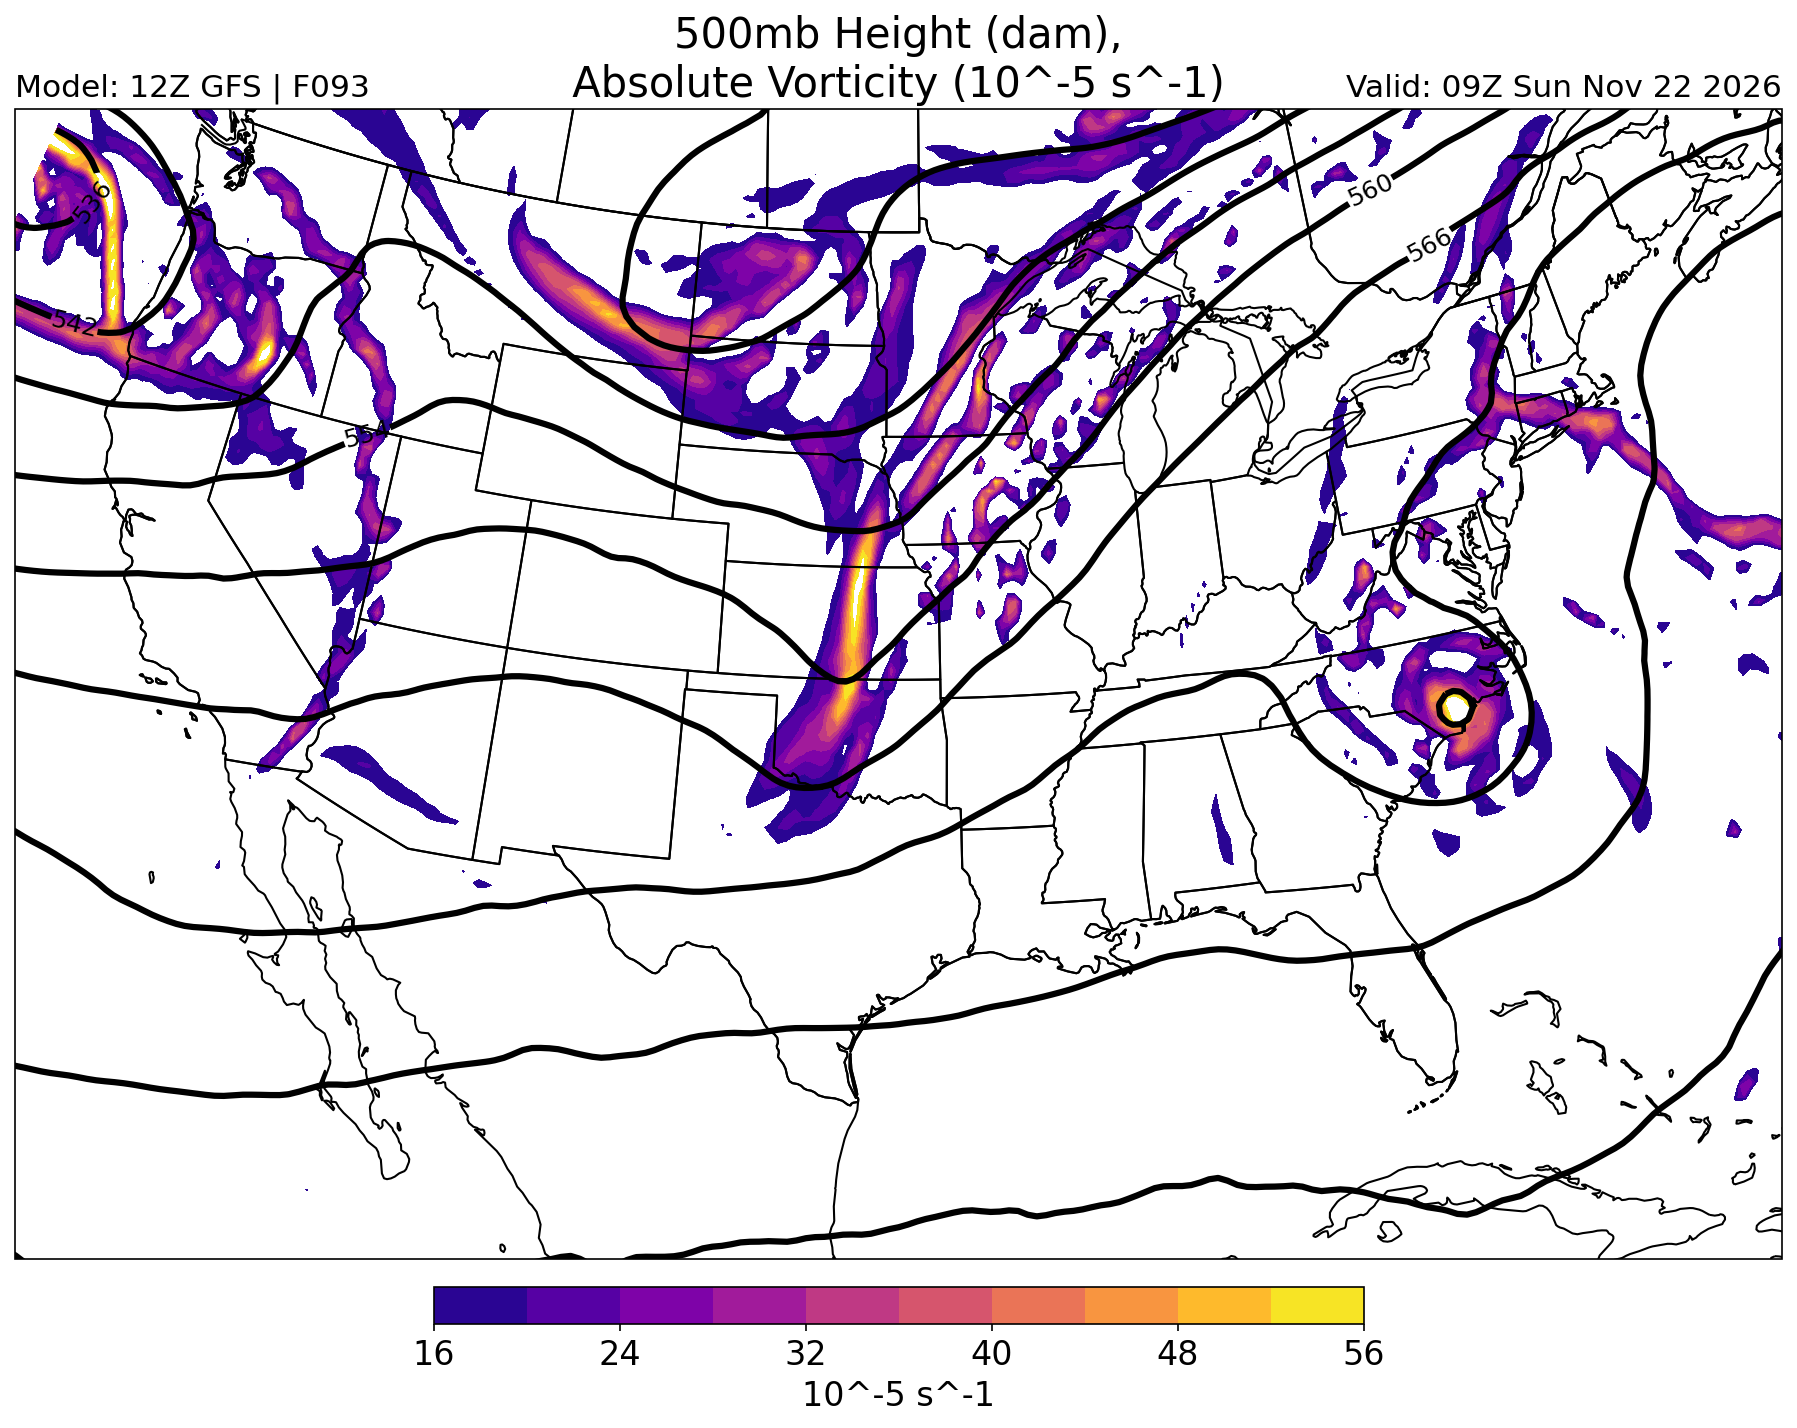 500mb Height (dam),
Model: 12Z GFS | F093
Absolute Vorticity (10^-5 s^-1)
Valid: 09Z Sun Nov 22 2026
536
542
554
560
566
16
24
32
40
48
56
10^-5 s^-1